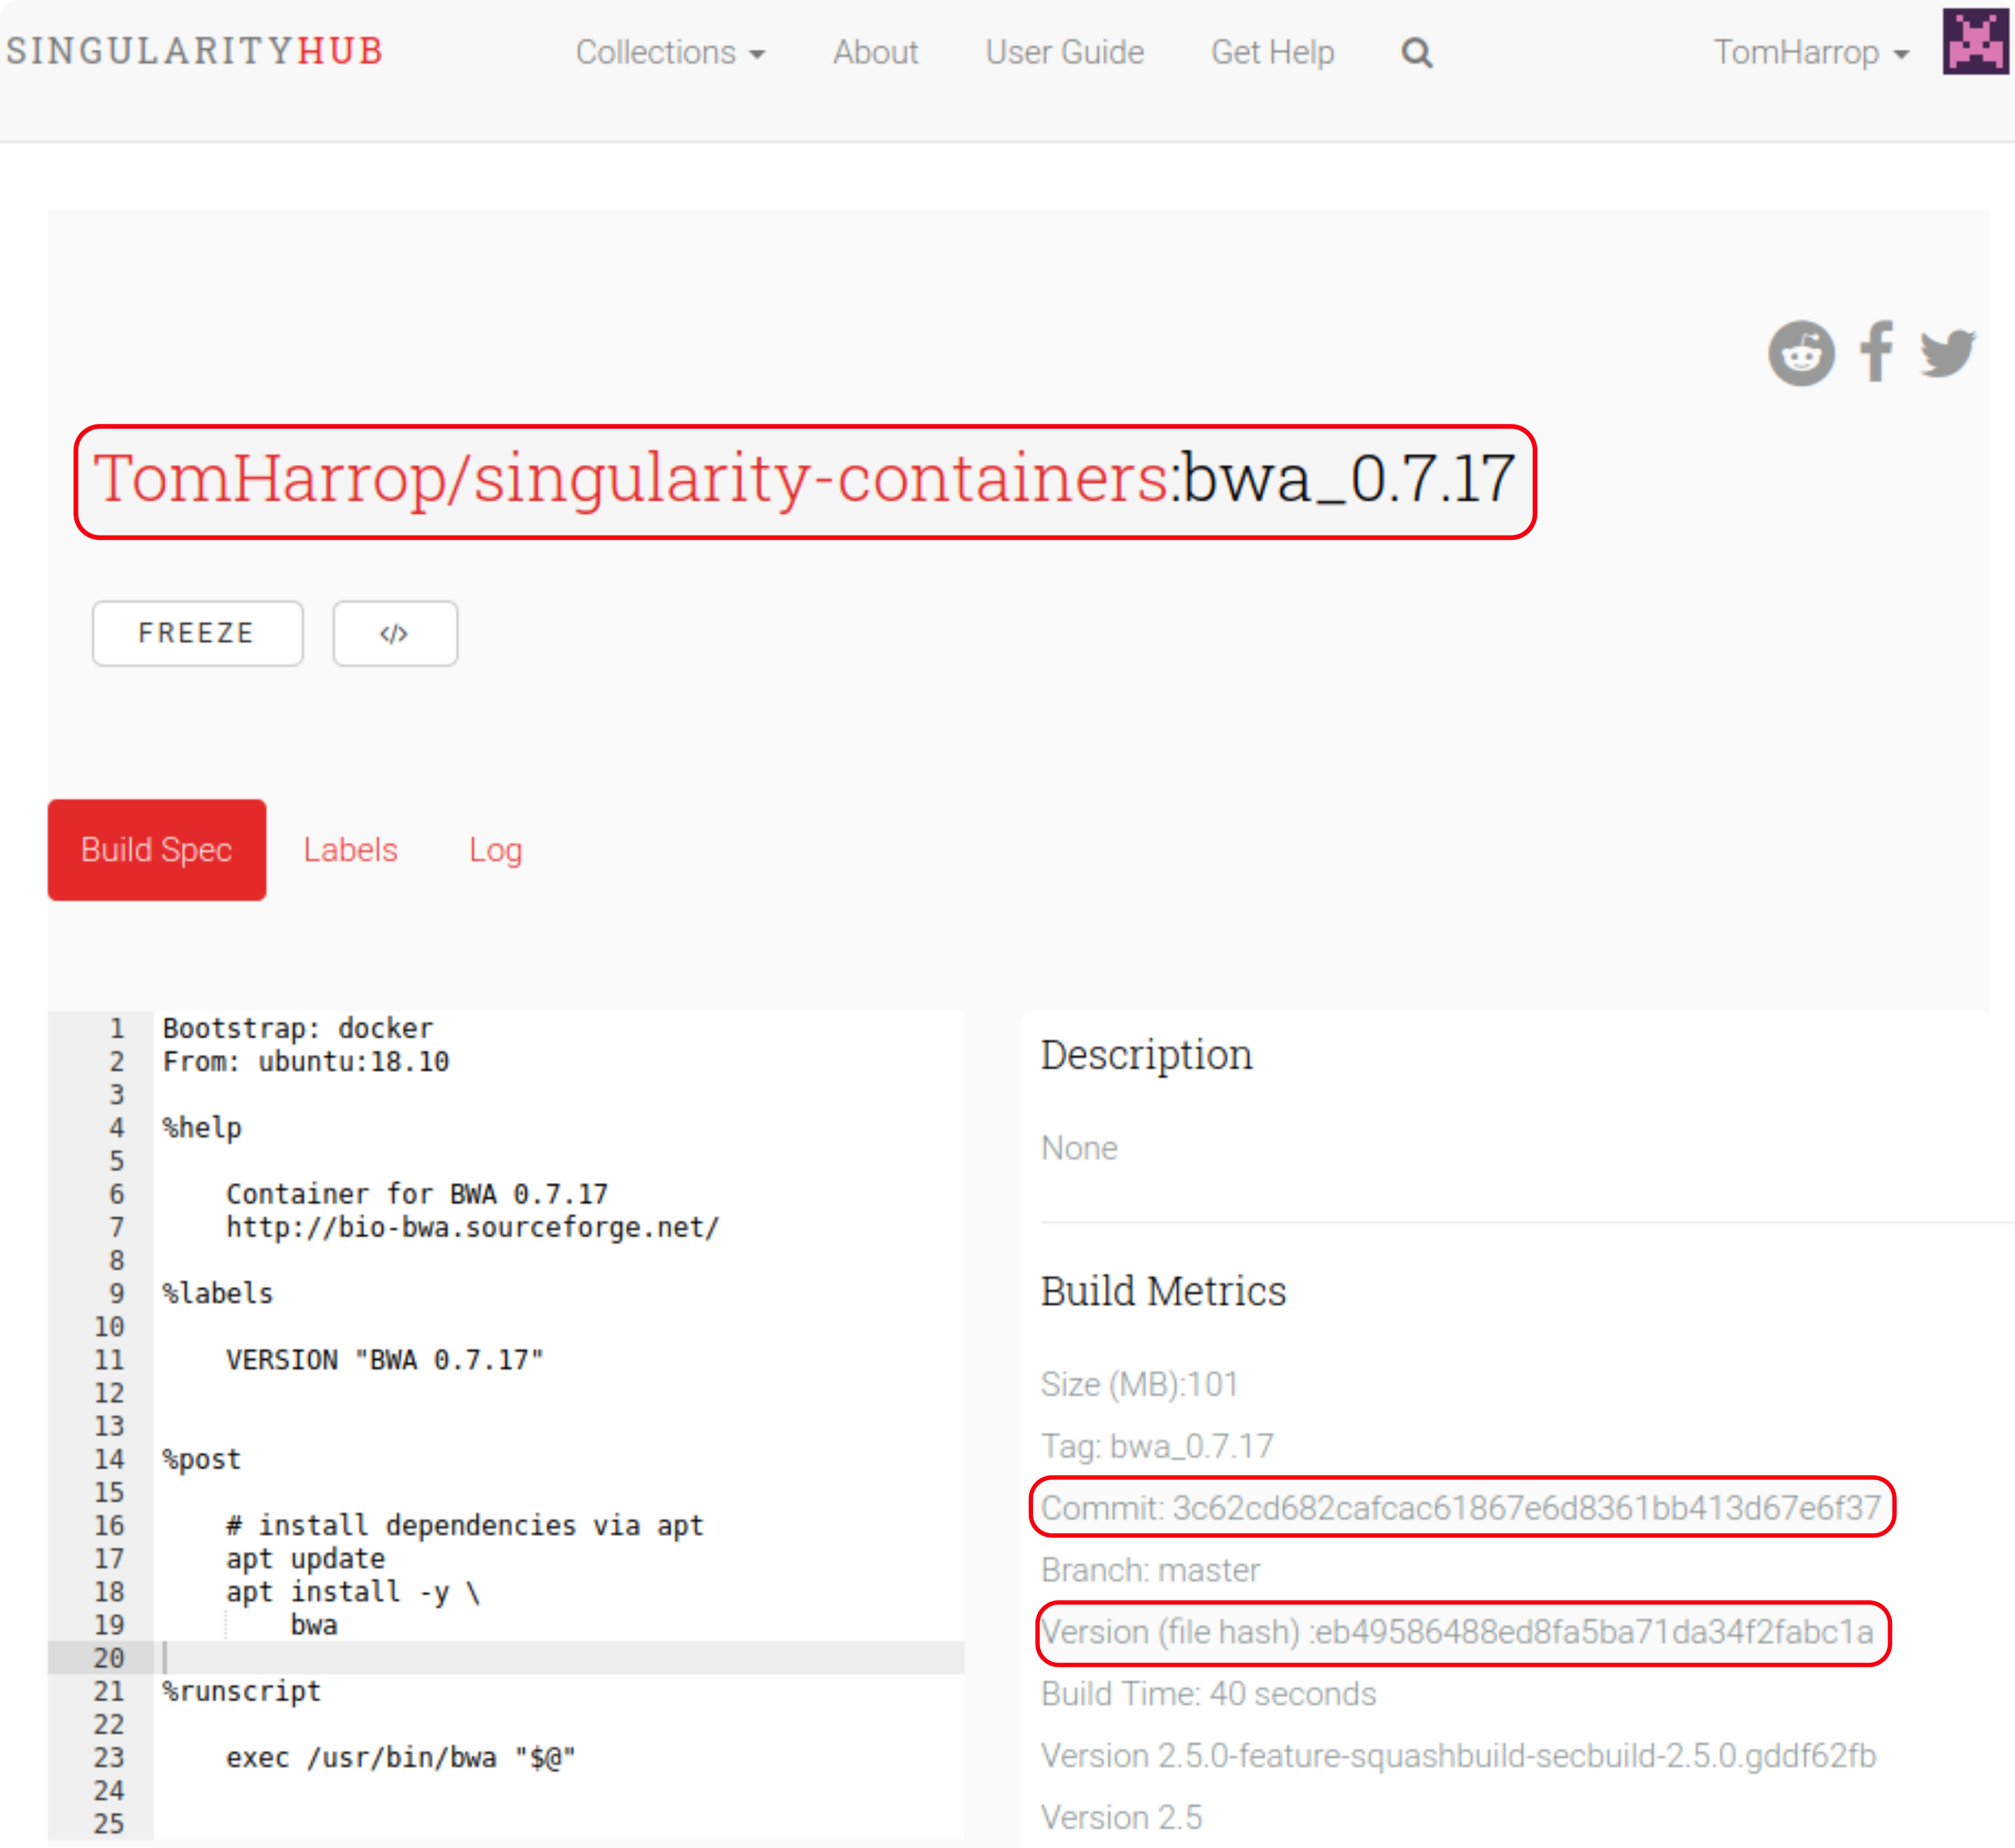 SINGULARITYHUB Collections About User Guide Get Help TomHarrop
TomHarrop/singularity-containers:bwa_0.7.17
FREEZE </>
Build Spec Labels Log
1 Bootstrap: docker
2 From: ubuntu:18.10
3
4 %help
5
6 Container for BWA 0.7.17
7 http://bio-bwa.sourceforge.net/
8
9 %labels
10
11 VERSION "BWA 0.7.17"
12
13
14 %post
15
16 # install dependencies via apt
17 apt update
18 apt install -y \
19 bwa
20
21 %runscript
22
23 exec /usr/bin/bwa "$@"
24
25
Description
None
Build Metrics
Size (MB):101
Tag: bwa_0.7.17
Commit: 3c62cd682cafcac61867e6d8361bb413d67e6f37
Branch: master
Version (file hash) :eb49586488ed8fa5ba71da34f2fabc1a
Build Time: 40 seconds
Version 2.5.0-feature-squashbuild-secbuild-2.5.0.gddf62fb
Version 2.5